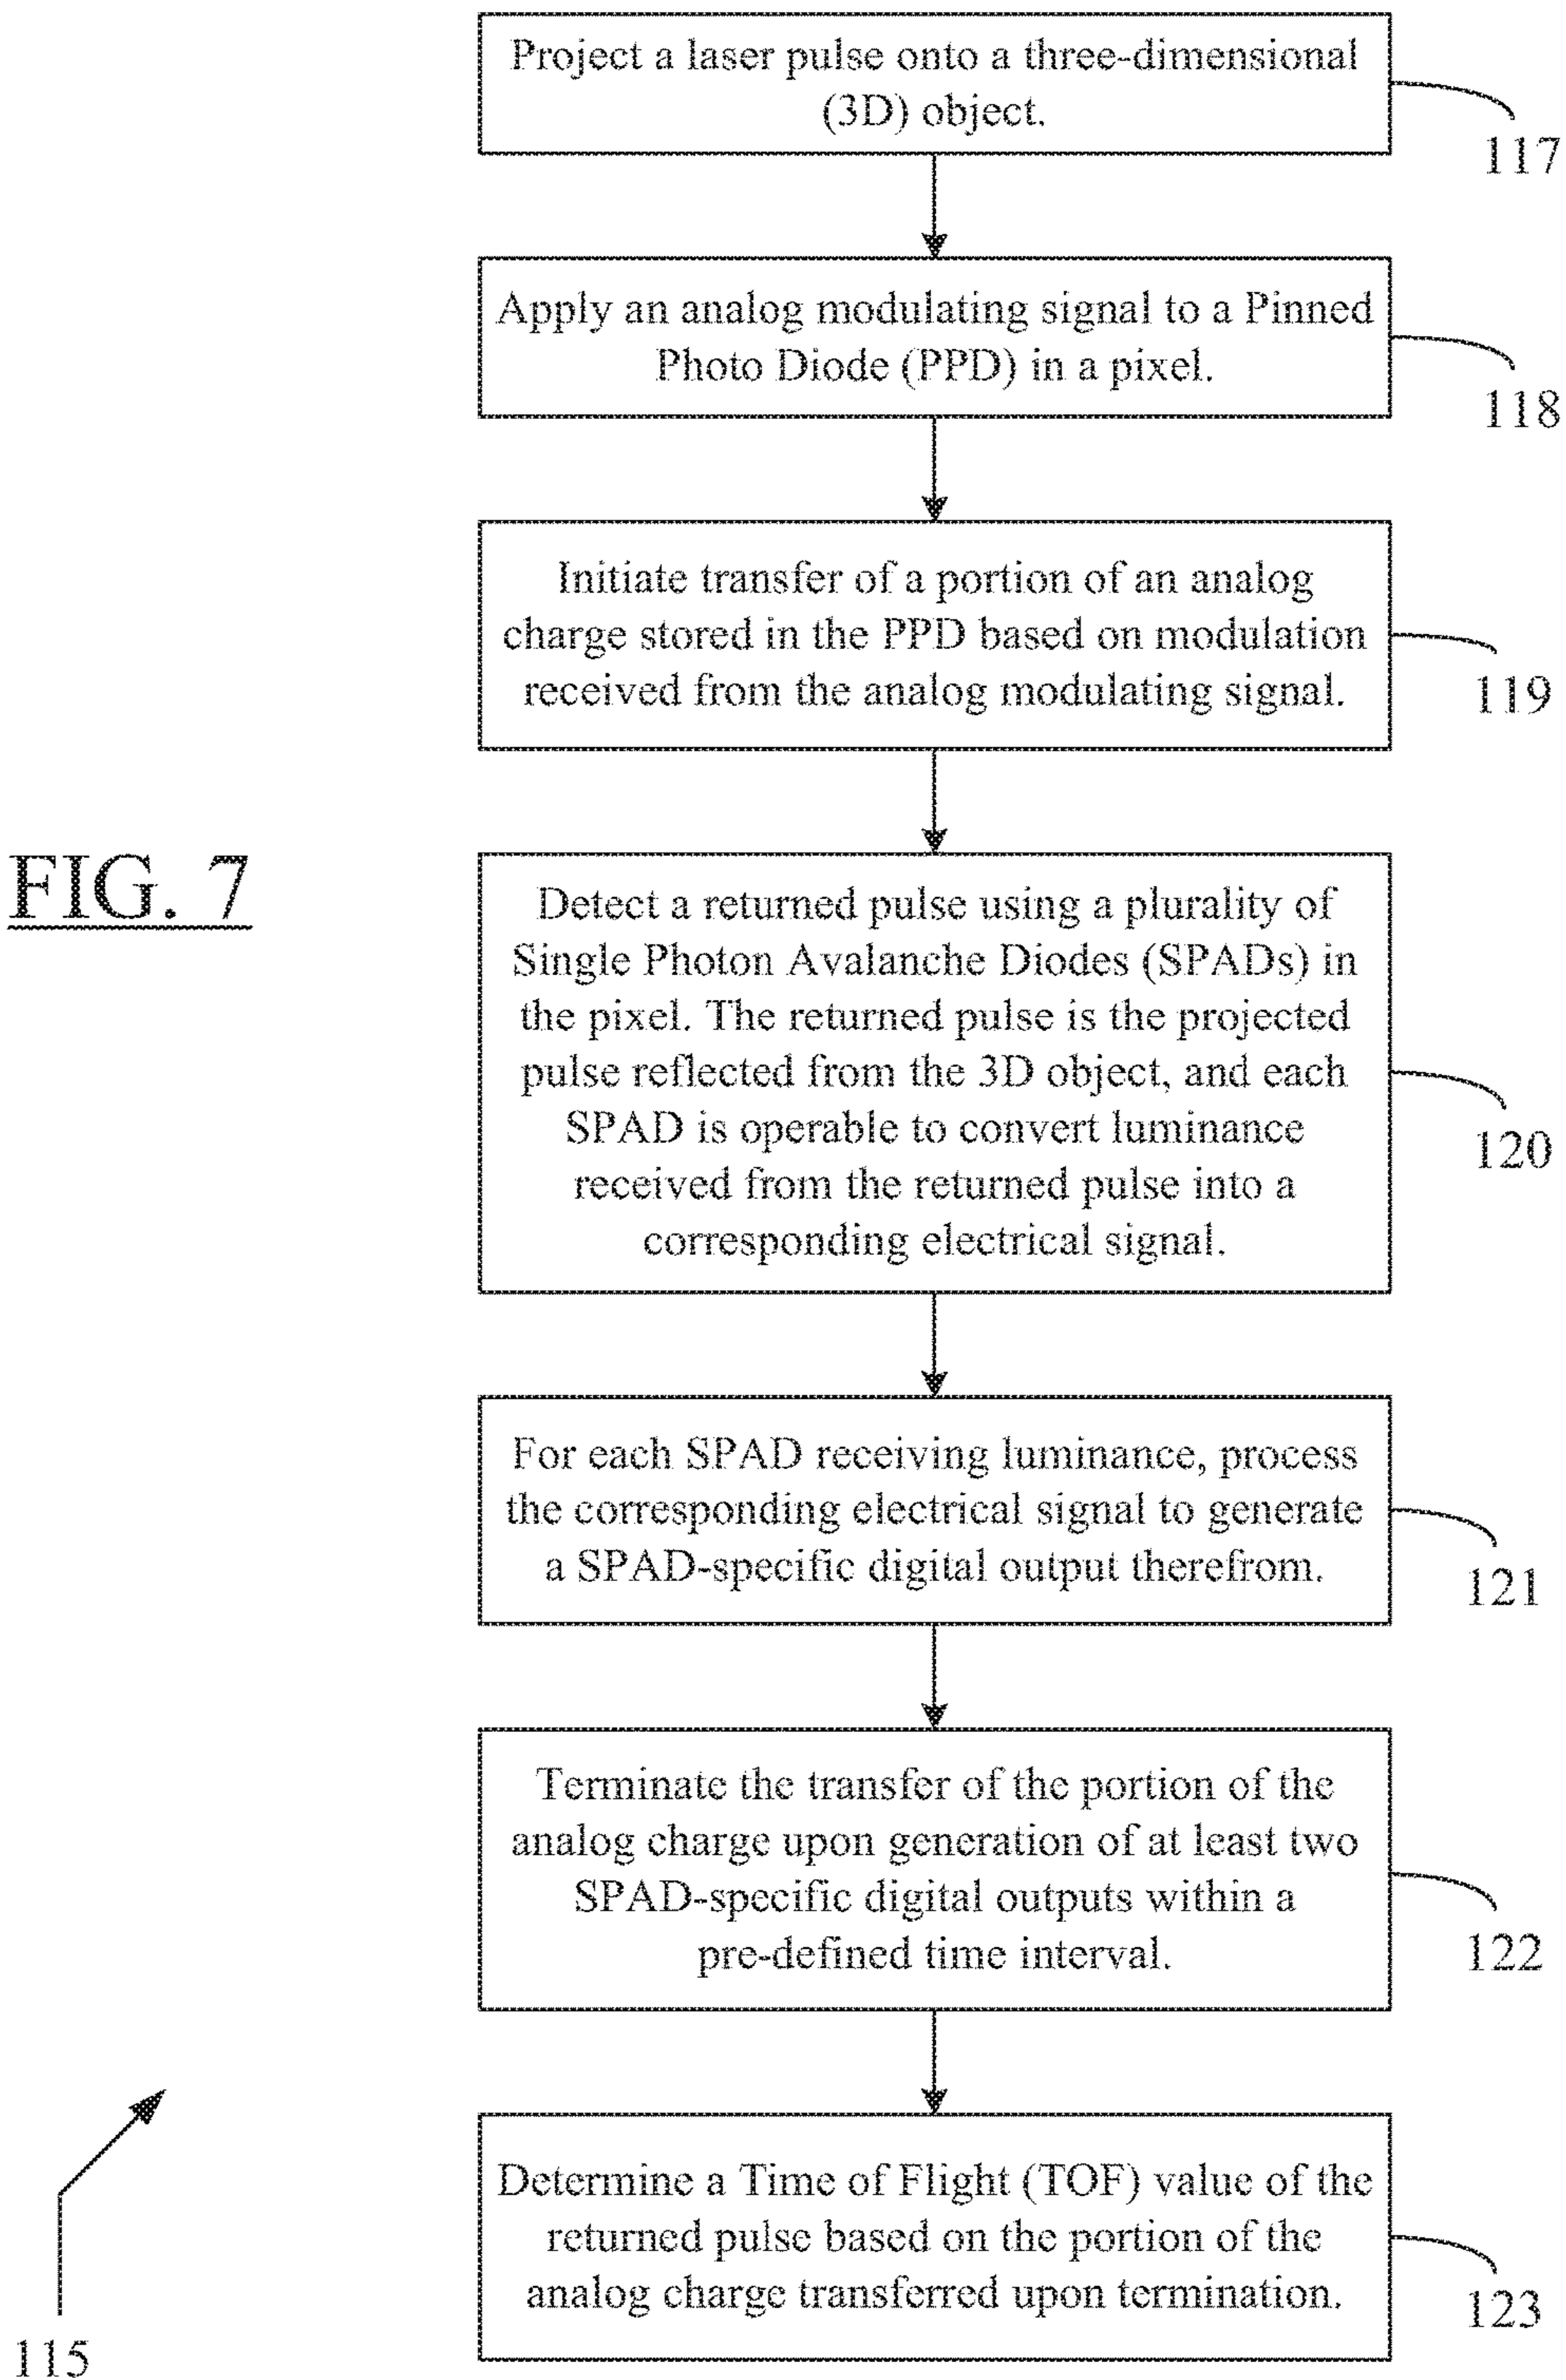 Project a laser pulse onto a three-dimensional
(3D) object.
117
Apply an analog modulating signal to a Pinned
Photo Diode (PPD) in a pixel.
118
Initiate transfer of a portion of an analog
charge stored in the PPD based on modulation
received from the analog modulating signal.
119
FIG. 7
Detect a returned pulse using a plurality of
Single Photon Avalanche Diodes (SPADs) in
the pixel. The returned pulse is the projected
pulse reflected from the 3D object, and each
SPAD is operable to convert luminance
received from the returned pulse into a
corresponding electrical signal.
120
For each SPAD receiving luminance, process
the corresponding electrical signal to generate
a SPAD-specific digital output therefrom.
121
Terminate the transfer of the portion of the
analog charge upon generation of at least two
SPAD-specific digital outputs within a
pre-defined time interval.
122
Determine a Time of Flight (TOF) value of the
returned pulse based on the portion of the
analog charge transferred upon termination.
123
115